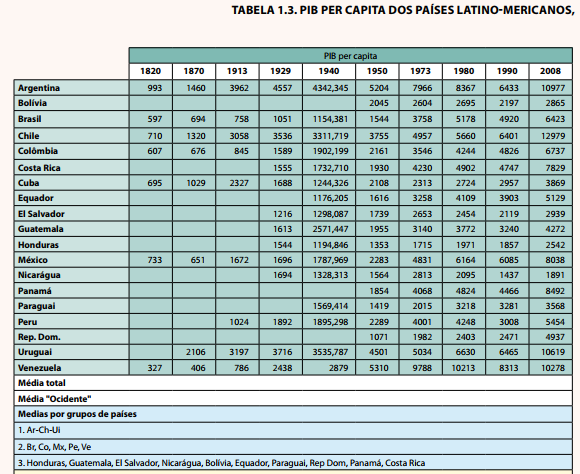 TABELA 1.3. PIB PER CAPITA DOS PAÍSES LATINO-MERICANOS,
PIB per capita
1820 1870 1913 1929 1940 1950 1973 1980 1990 2008
Argentina 993 1460 3962 4557 4342,345 5204 7966 8367 6433 10977
Bolívia 2045 2604 2695 2197 2865
Brasil 597 694 758 1051 1154,381 1544 3758 5178 4920 6423
Chile 710 1320 3058 3536 3311,719 3755 4957 5660 6401 12979
Colômbia 607 676 845 1589 1902,199 2161 3546 4244 4826 6737
Costa Rica 1555 1732,710 1930 4230 4902 4747 7829
Cuba 695 1029 2327 1688 1244,326 2108 2313 2724 2957 3869
Equador 1176,205 1616 3258 4109 3903 5129
El Salvador 1216 1298,087 1739 2653 2454 2119 2939
Guatemala 1613 2571,447 1955 3140 3772 3240 4272
Honduras 1544 1194,846 1353 1715 1971 1857 2542
México 733 651 1672 1696 1787,969 2283 4831 6164 6085 8038
Nicarágua 1694 1328,313 1564 2813 2095 1437 1891
Panamá 1854 4068 4824 4466 8492
Paraguai 1569,414 1419 2015 3218 3281 3568
Peru 1024 1892 1895,298 2289 4001 4248 3008 5454
Rep. Dom. 1071 1982 2403 2471 4937
Uruguai 2106 3197 3716 3535,787 4501 5034 6630 6465 10619
Venezuela 327 406 786 2438 2879 5310 9788 10213 8313 10278
Média total
Média "Ocidente"
Medias por grupos de países
1. Ar-Ch-Ui
2. Br, Co, Mx, Pe, Ve
3. Honduras, Guatemala, El Salvador, Nicarágua, Bolívia, Equador, Paraguai, Rep Dom, Panamá, Costa Rica